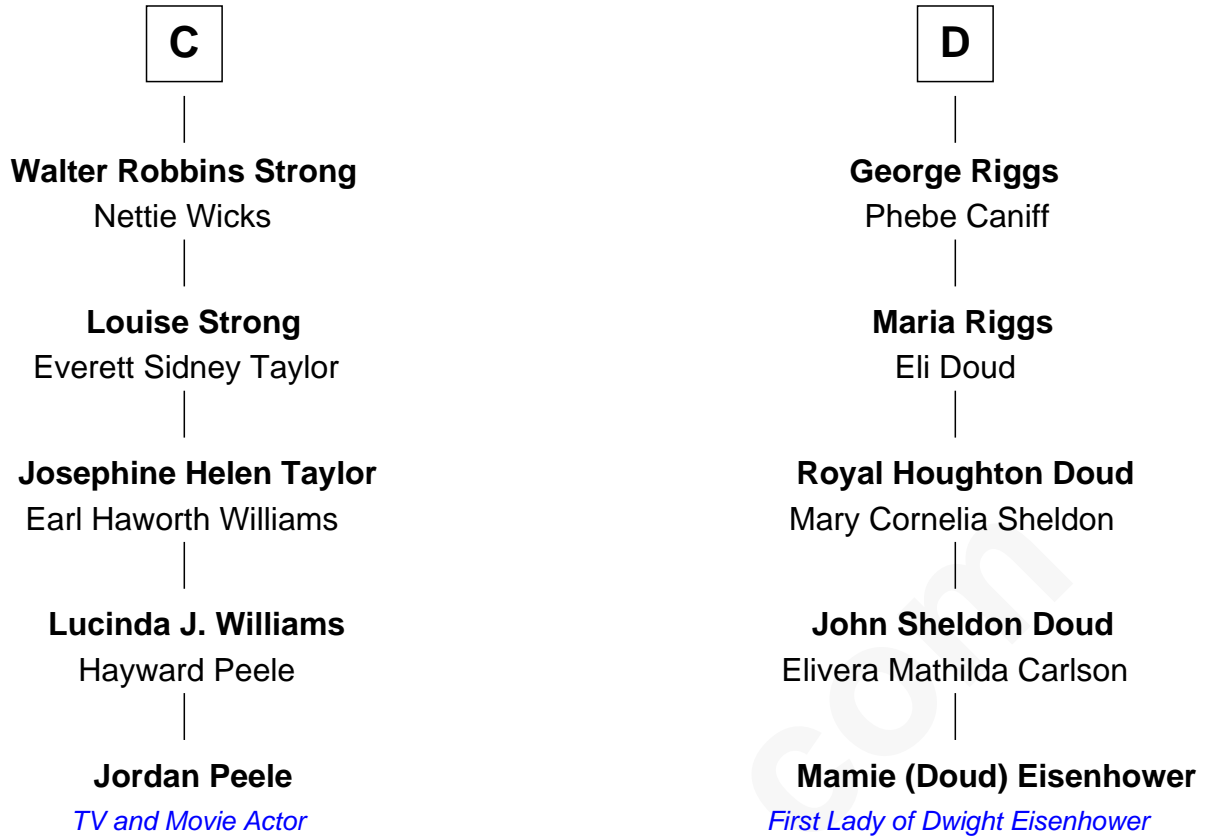 C
Walter Robbins Strong
Nettie Wicks
Louise Strong
Everett Sidney Taylor
Josephine Helen Taylor
Earl Haworth Williams
Lucinda J. Williams
Hayward Peele
Jordan Peele
TV and Movie Actor
D
George Riggs
Phebe Caniff
Maria Riggs
Eli Doud
Royal Houghton Doud
Mary Cornelia Sheldon
John Sheldon Doud
Elivera Mathilda Carlson
Mamie (Doud) Eisenhower
First Lady of Dwight Eisenhower
com